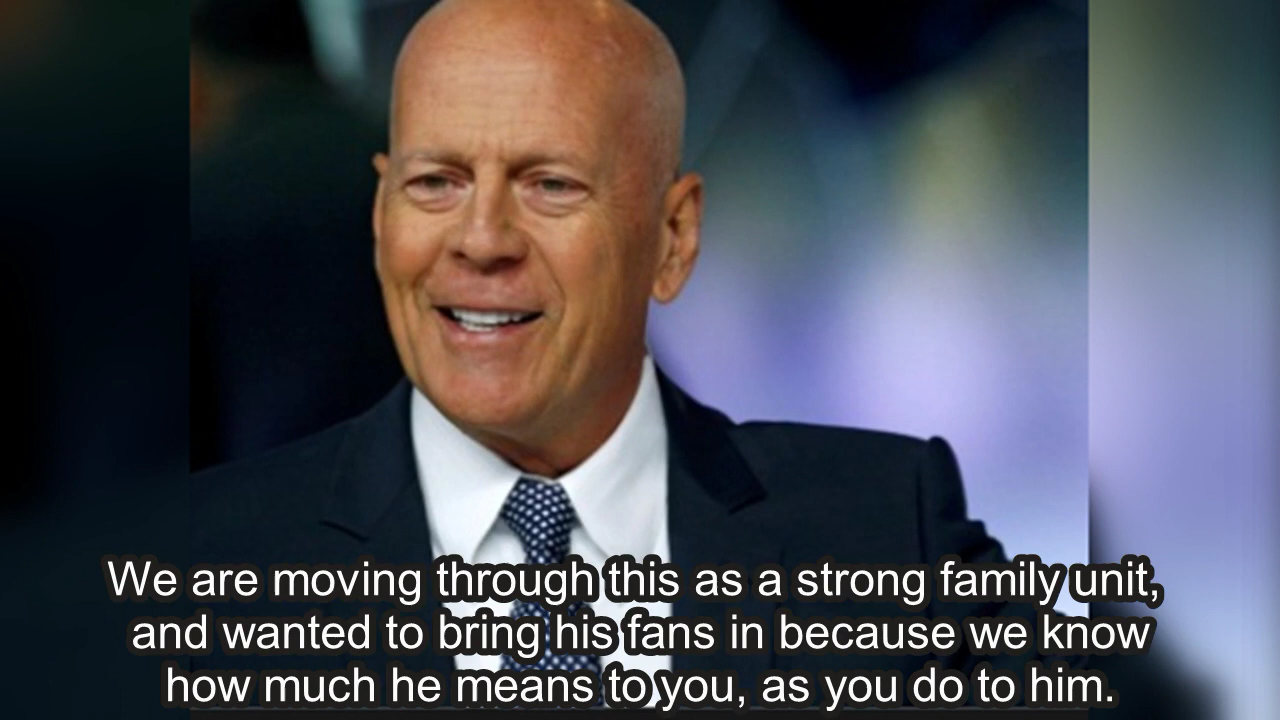 We are moving through this as a strong family unit,
and wanted to bring his fans in because we know
how much he means to you, as you do to him.